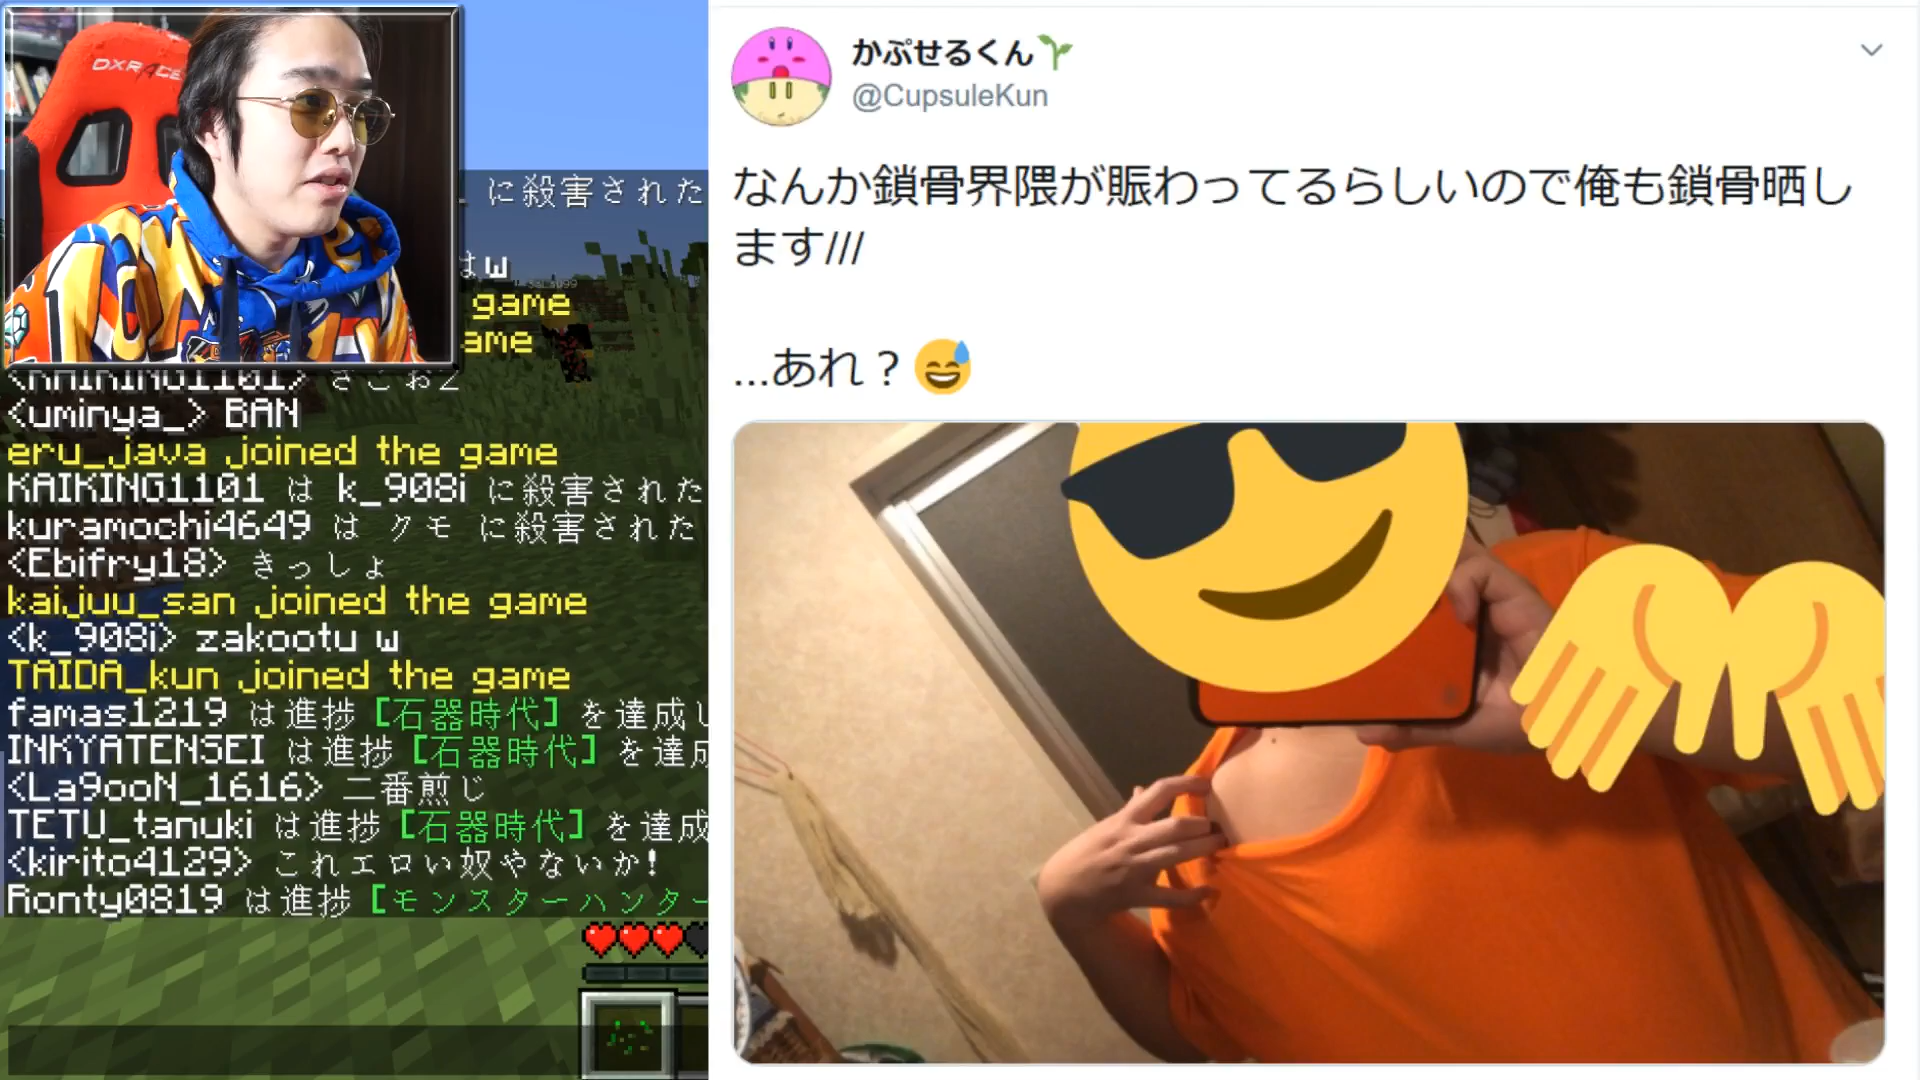 DXRACE
に殺害された
はw
game
ame
<KAIKING1101>
<uminya_> BAN
eru_java joined the game
KAIKING1101 は k_908i に殺害された
kuramochi4649 は クモ に殺害された
<Ebifry18> きっしょ
kaijuu_san joined the game
<k_908i> zakootu w
TAIDA_kun joined the game
famas1219 は進捗 [石器時代] を達成し
INKYATENSEI は進捗 [石器時代] を達成
<La9ooN_1616> 二番煎じ
TETU_tanuki は進捗 [石器時代] を達成
<kirito4129> これエロい奴やないか!
Ronty0819 は進捗 [モンスターハンター
かぷせるくん🌱
@CupsuleKun
なんか鎖骨界隈が賑わってるらしいので俺も鎖骨晒し
ます///
...あれ？😅